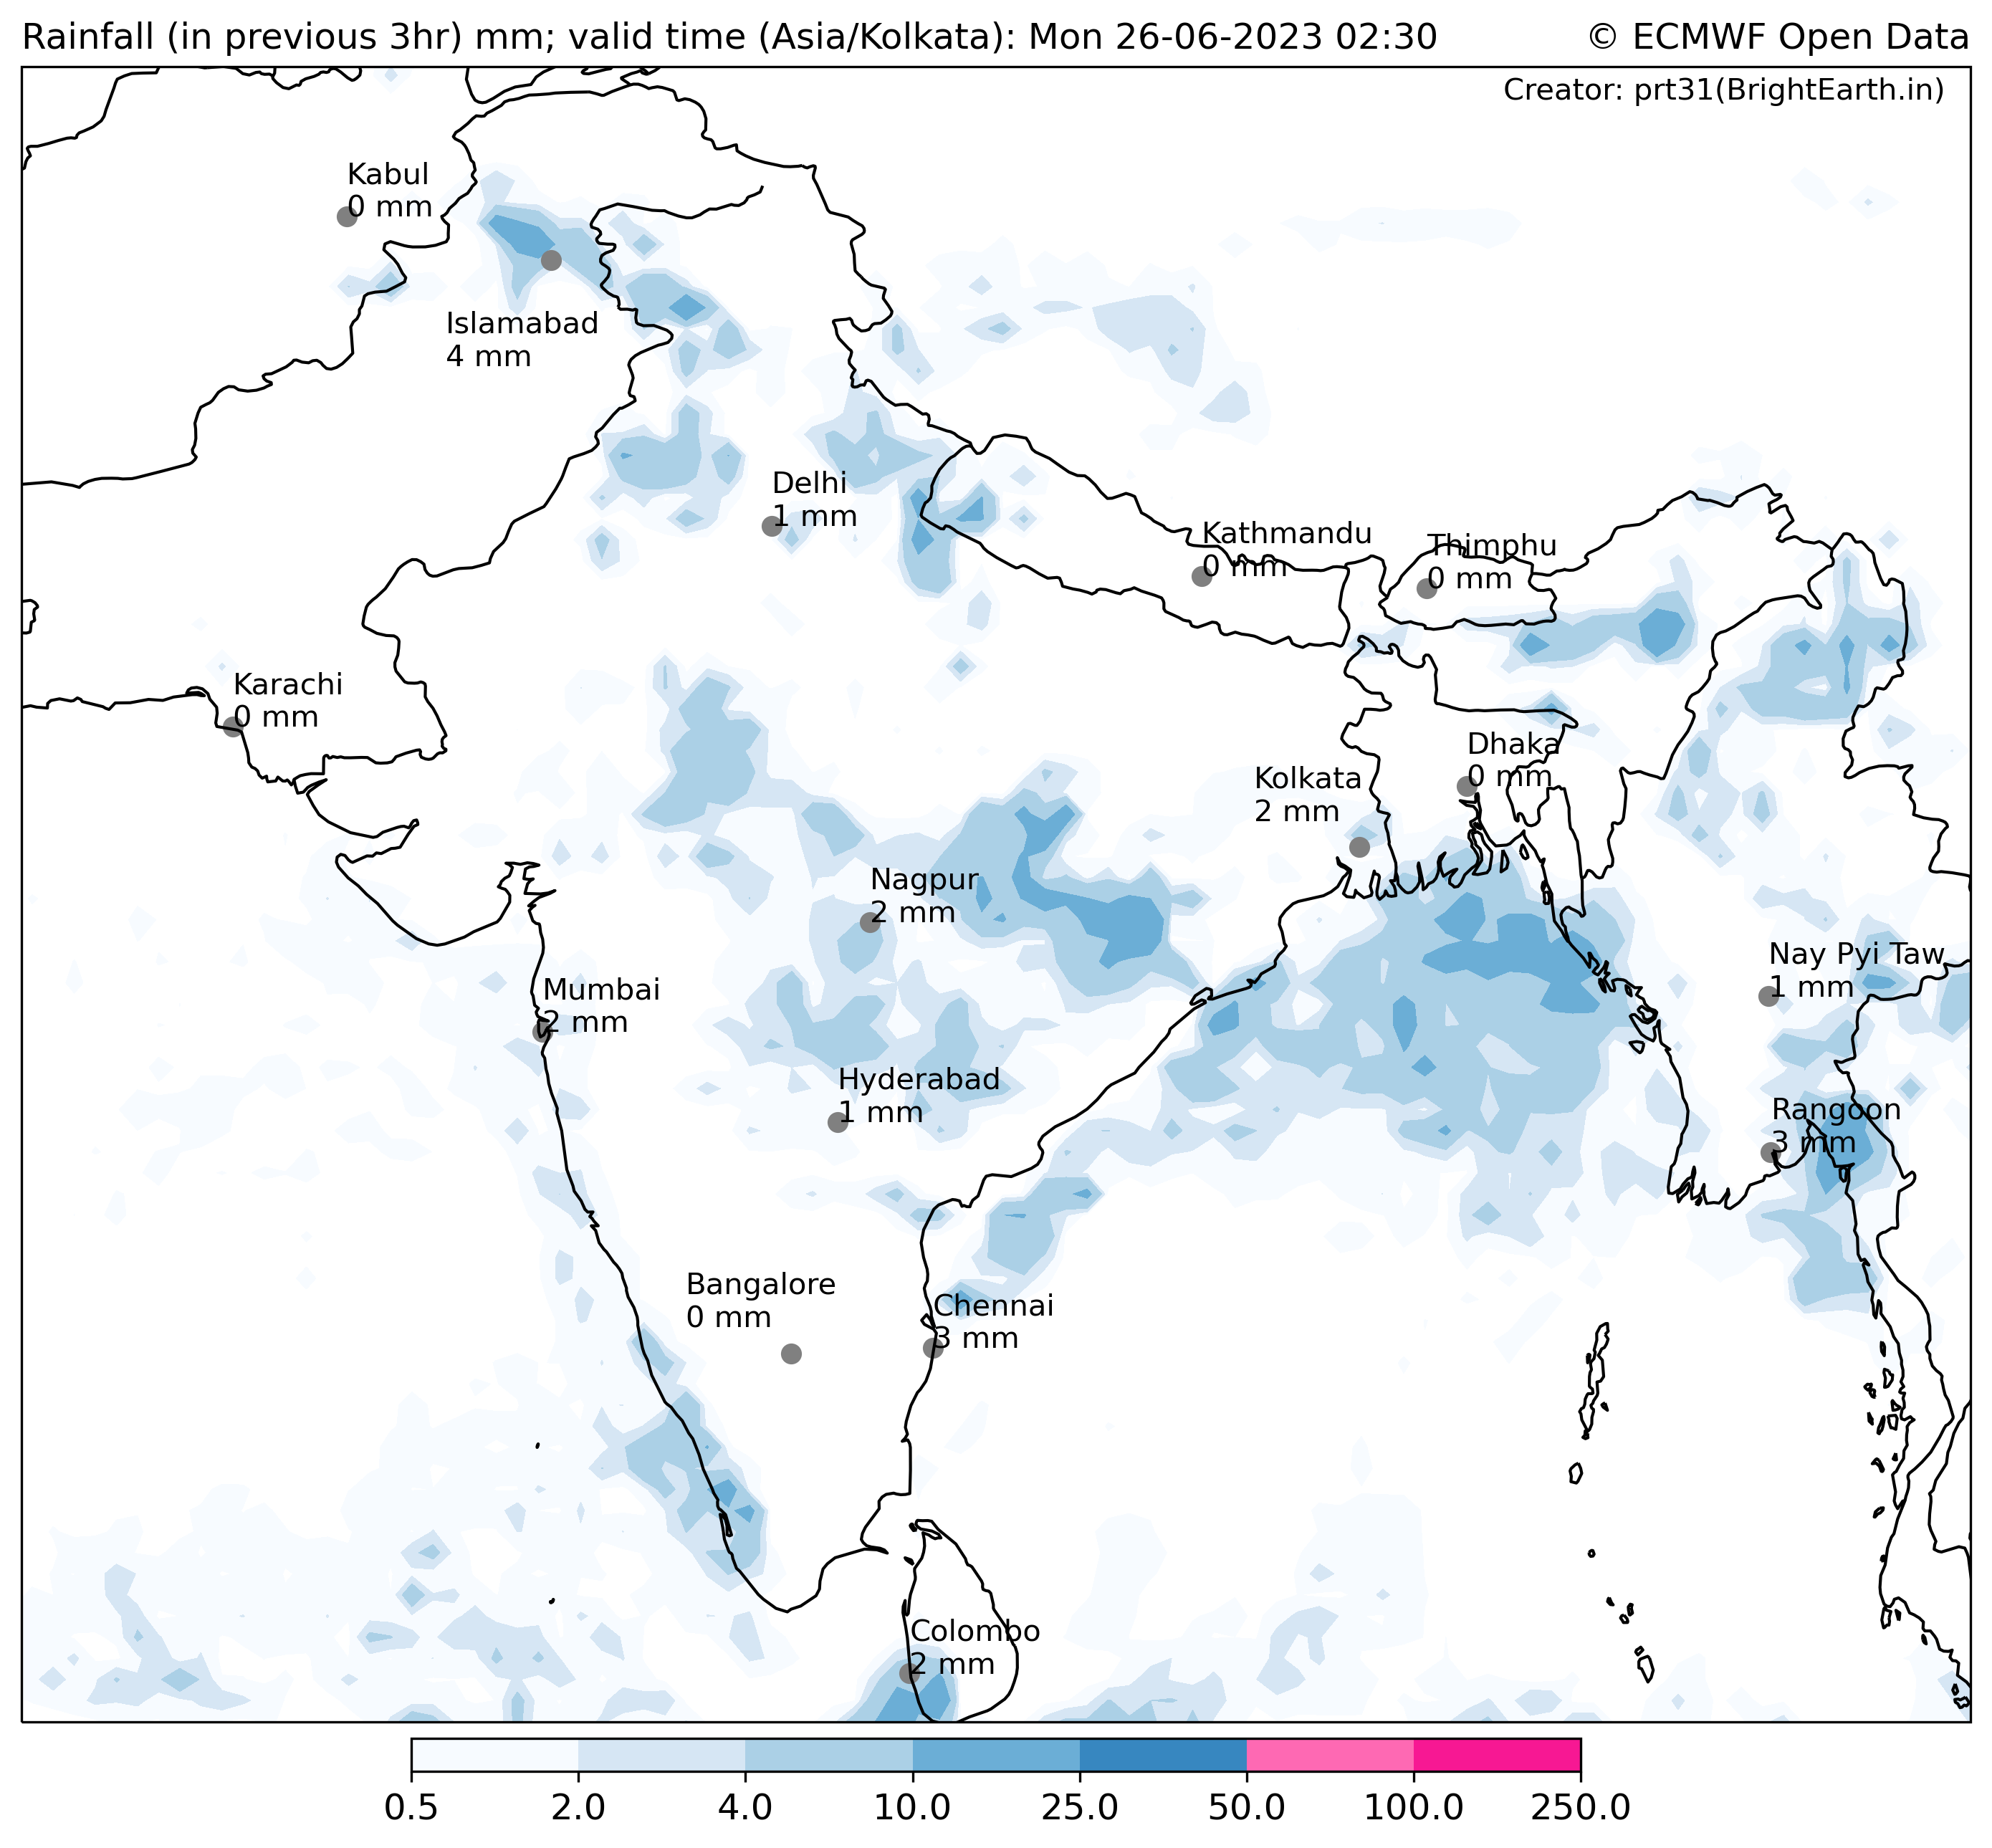 Rainfall (in previous 3hr) mm; valid time (Asia/Kolkata): Mon 26-06-2023 02:30
© ECMWF Open Data
Creator: prt31(BrightEarth.in)
Kabul
0 mm
Islamabad
4 mm
Delhi
1 mm
Kathmandu
0 mm
Thimphu
0 mm
Karachi
0 mm
Dhaka
0 mm
Kolkata
2 mm
Nagpur
2 mm
Nay Pyi Taw
1 mm
Mumbai
2 mm
Hyderabad
1 mm
Rangoon
3 mm
Bangalore
0 mm
Chennai
3 mm
Colombo
2 mm
0.5 2.0 4.0 10.0 25.0 50.0 100.0 250.0